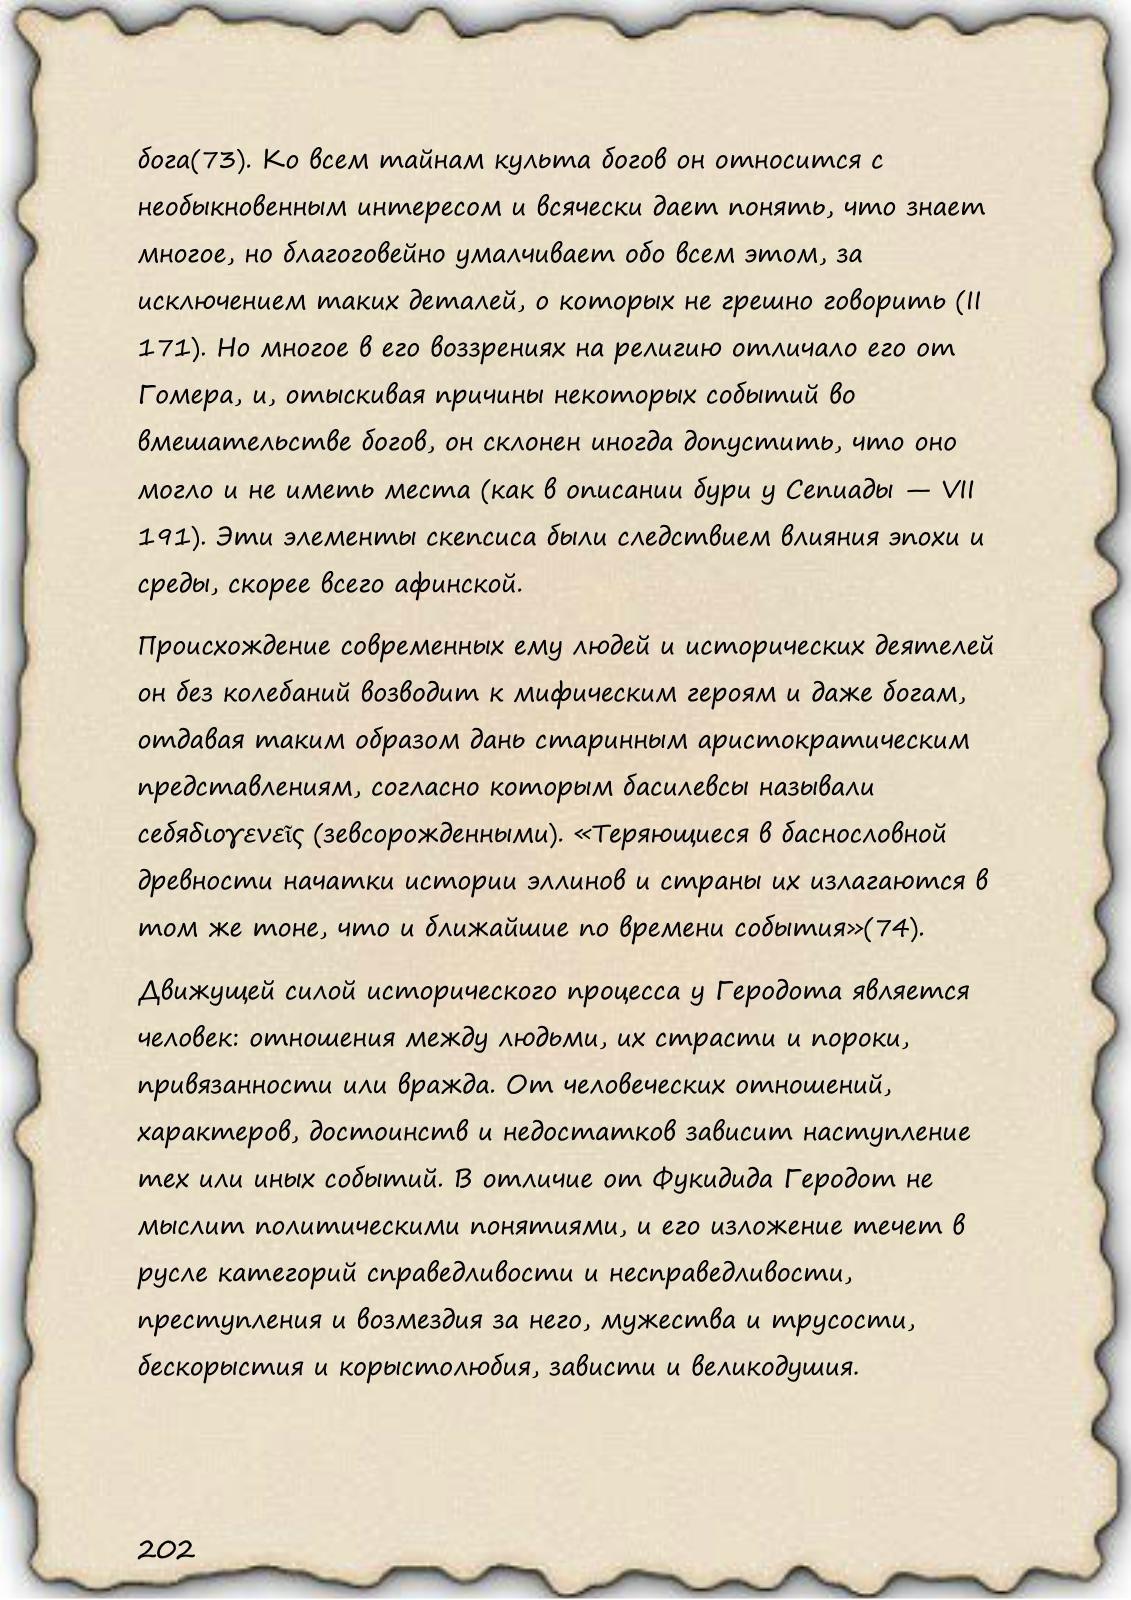 бога(73). Ко всем тайнам культа богов он относится с
необыкновенным интересом и всячески дает понять, что знает
многое, но благоговейно умалчивает обо всем этом, за
исключением таких деталей, о которых не грешно говорить (II
171). Но многое в его воззрениях на религию отличало его от
Гомера, и, отыскивая причины некоторых событий во
вмешательстве богов, он склонен иногда допустить, что оно
могло и не иметь места (как в описании бури у Сепиады — VII
191). Эти элементы скепсиса были следствием влияния эпохи и
среды, скорее всего афинской.
Происхождение современных ему людей и исторических деятелей
он без колебаний возводит к мифическим героям и даже богам,
отдавая таким образом дань старинным аристократическим
представлениям, согласно которым басилевсы называли
себяδιογενεῖς (зевсорожденными). «Теряющиеся в баснословной
древности начатки истории эллинов и страны их излагаются в
том же тоне, что и ближайшие по времени события»(74).
Движущей силой исторического процесса у Геродота является
человек: отношения между людьми, их страсти и пороки,
привязанности или вражда. От человеческих отношений,
характеров, достоинств и недостатков зависит наступление
тех или иных событий. В отличие от Фукидида Геродот не
мыслит политическими понятиями, и его изложение течет в
русле категорий справедливости и несправедливости,
преступления и возмездия за него, мужества и трусости,
бескорыстия и корыстолюбия, зависти и великодушия.
202